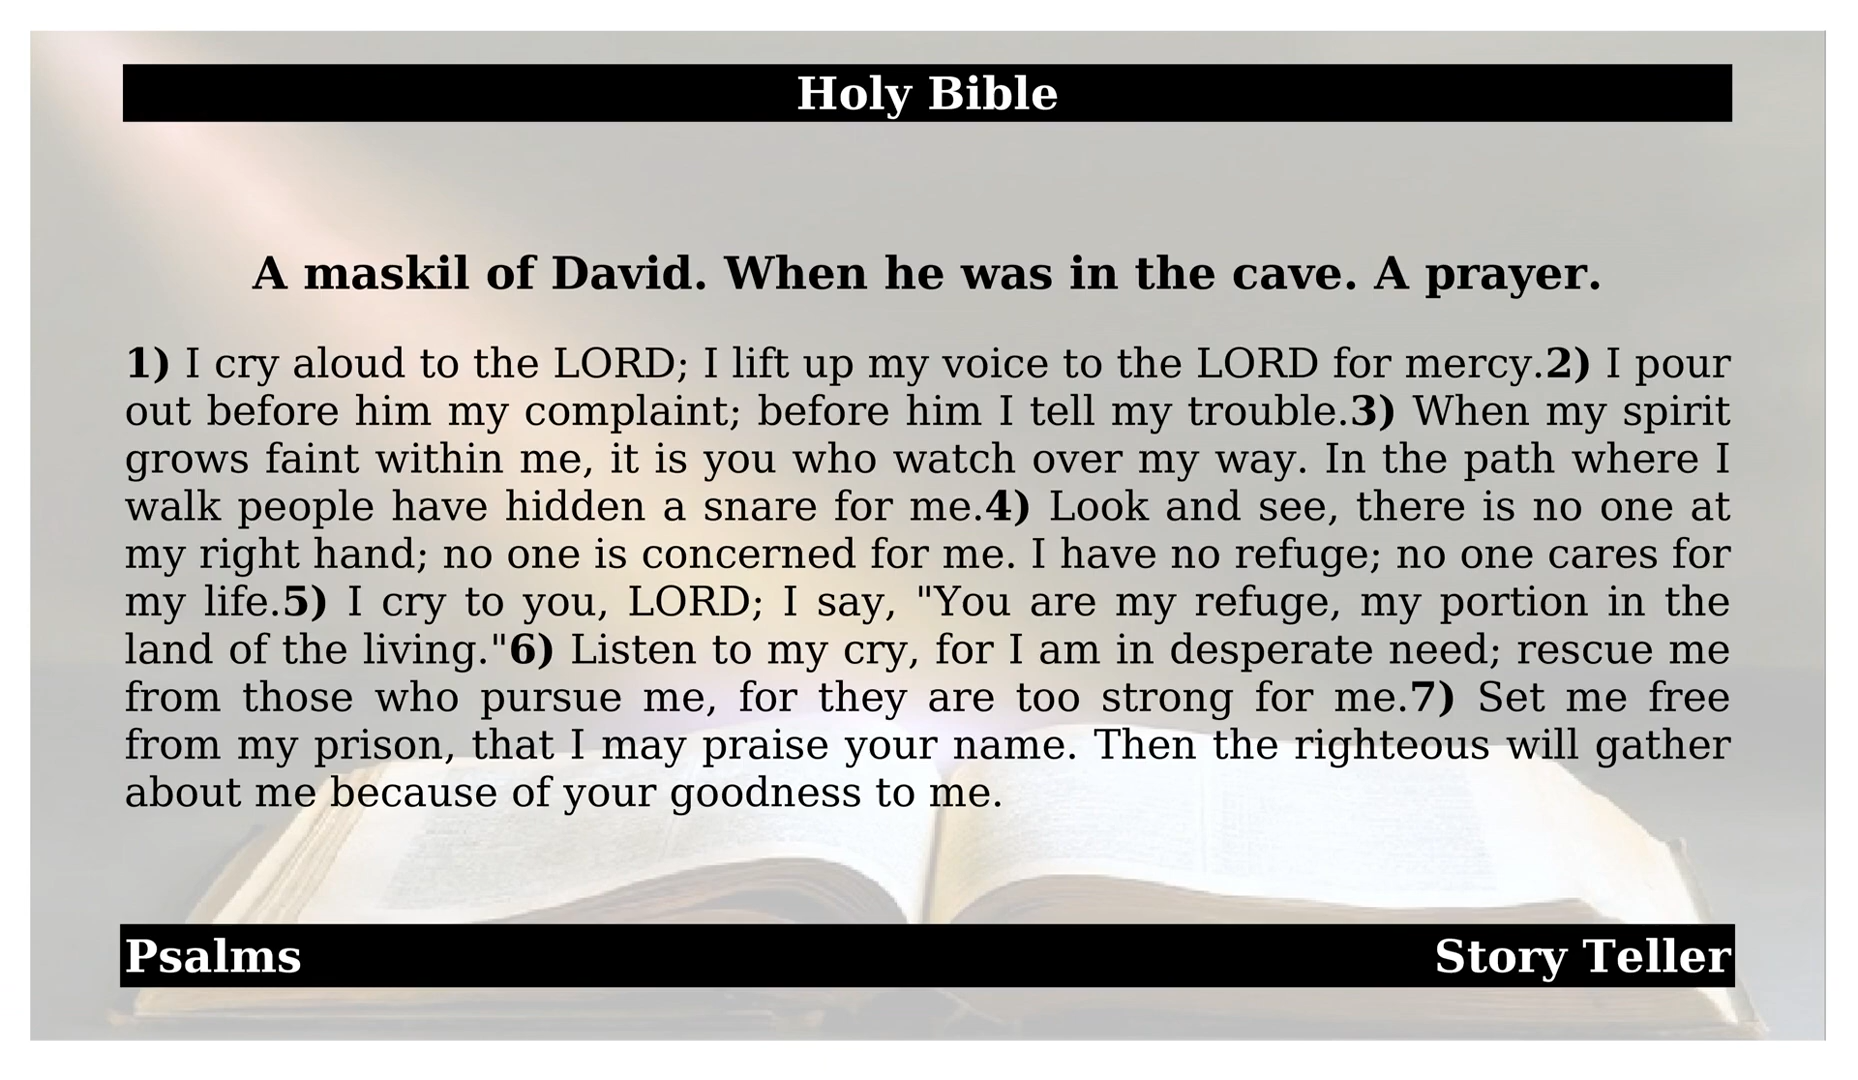 Holy Bible
A maskil of David. When he was in the cave. A prayer.
1) I cry aloud to the LORD; I lift up my voice to the LORD for mercy.2) I pour
out before him my complaint; before him I tell my trouble.3) When my spirit
grows faint within me, it is you who watch over my way. In the path where I
walk people have hidden a snare for me.4) Look and see, there is no one at
my right hand; no one is concerned for me. I have no refuge; no one cares for
my life.5) I cry to you, LORD; I say, "You are my refuge, my portion in the
land of the living."6) Listen to my cry, for I am in desperate need; rescue me
from those who pursue me, for they are too strong for me.7) Set me free
from my prison, that I may praise your name. Then the righteous will gather
about me because of your goodness to me.
Psalms Story Teller